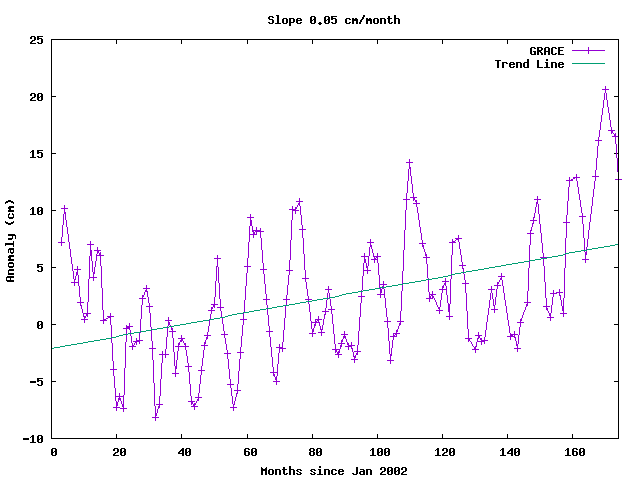 Slope 0.05 cm/month
GRACE
Trend Line
25
20
15
10
5
0
-5
-10
Anomaly (cm)
0 20 40 60 80 100 120 140 160
Months since Jan 2002